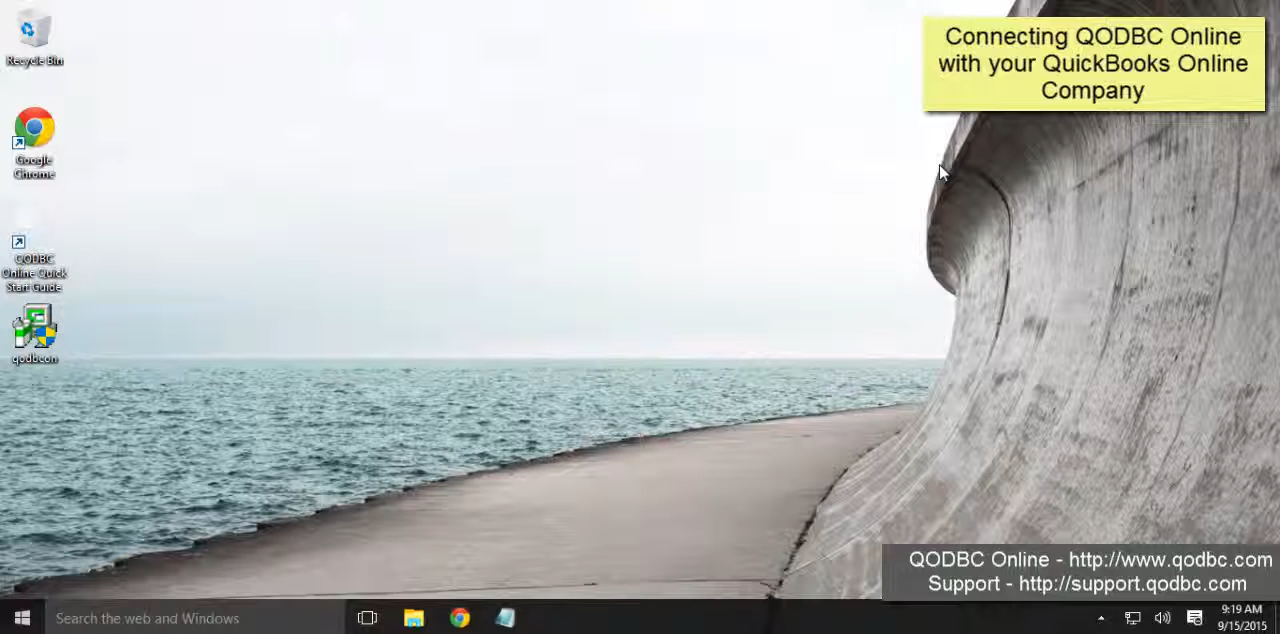 Connecting QODBC Online
with your QuickBooks Online
Company
Recycle Bin
Google
Chrome
QODBC
Online Quick
Start Guide
qodbcon
QODBC Online - http://www.qodbc.com
Support - http://support.qodbc.com
Search the web and Windows
9:19 AM
9/15/2015